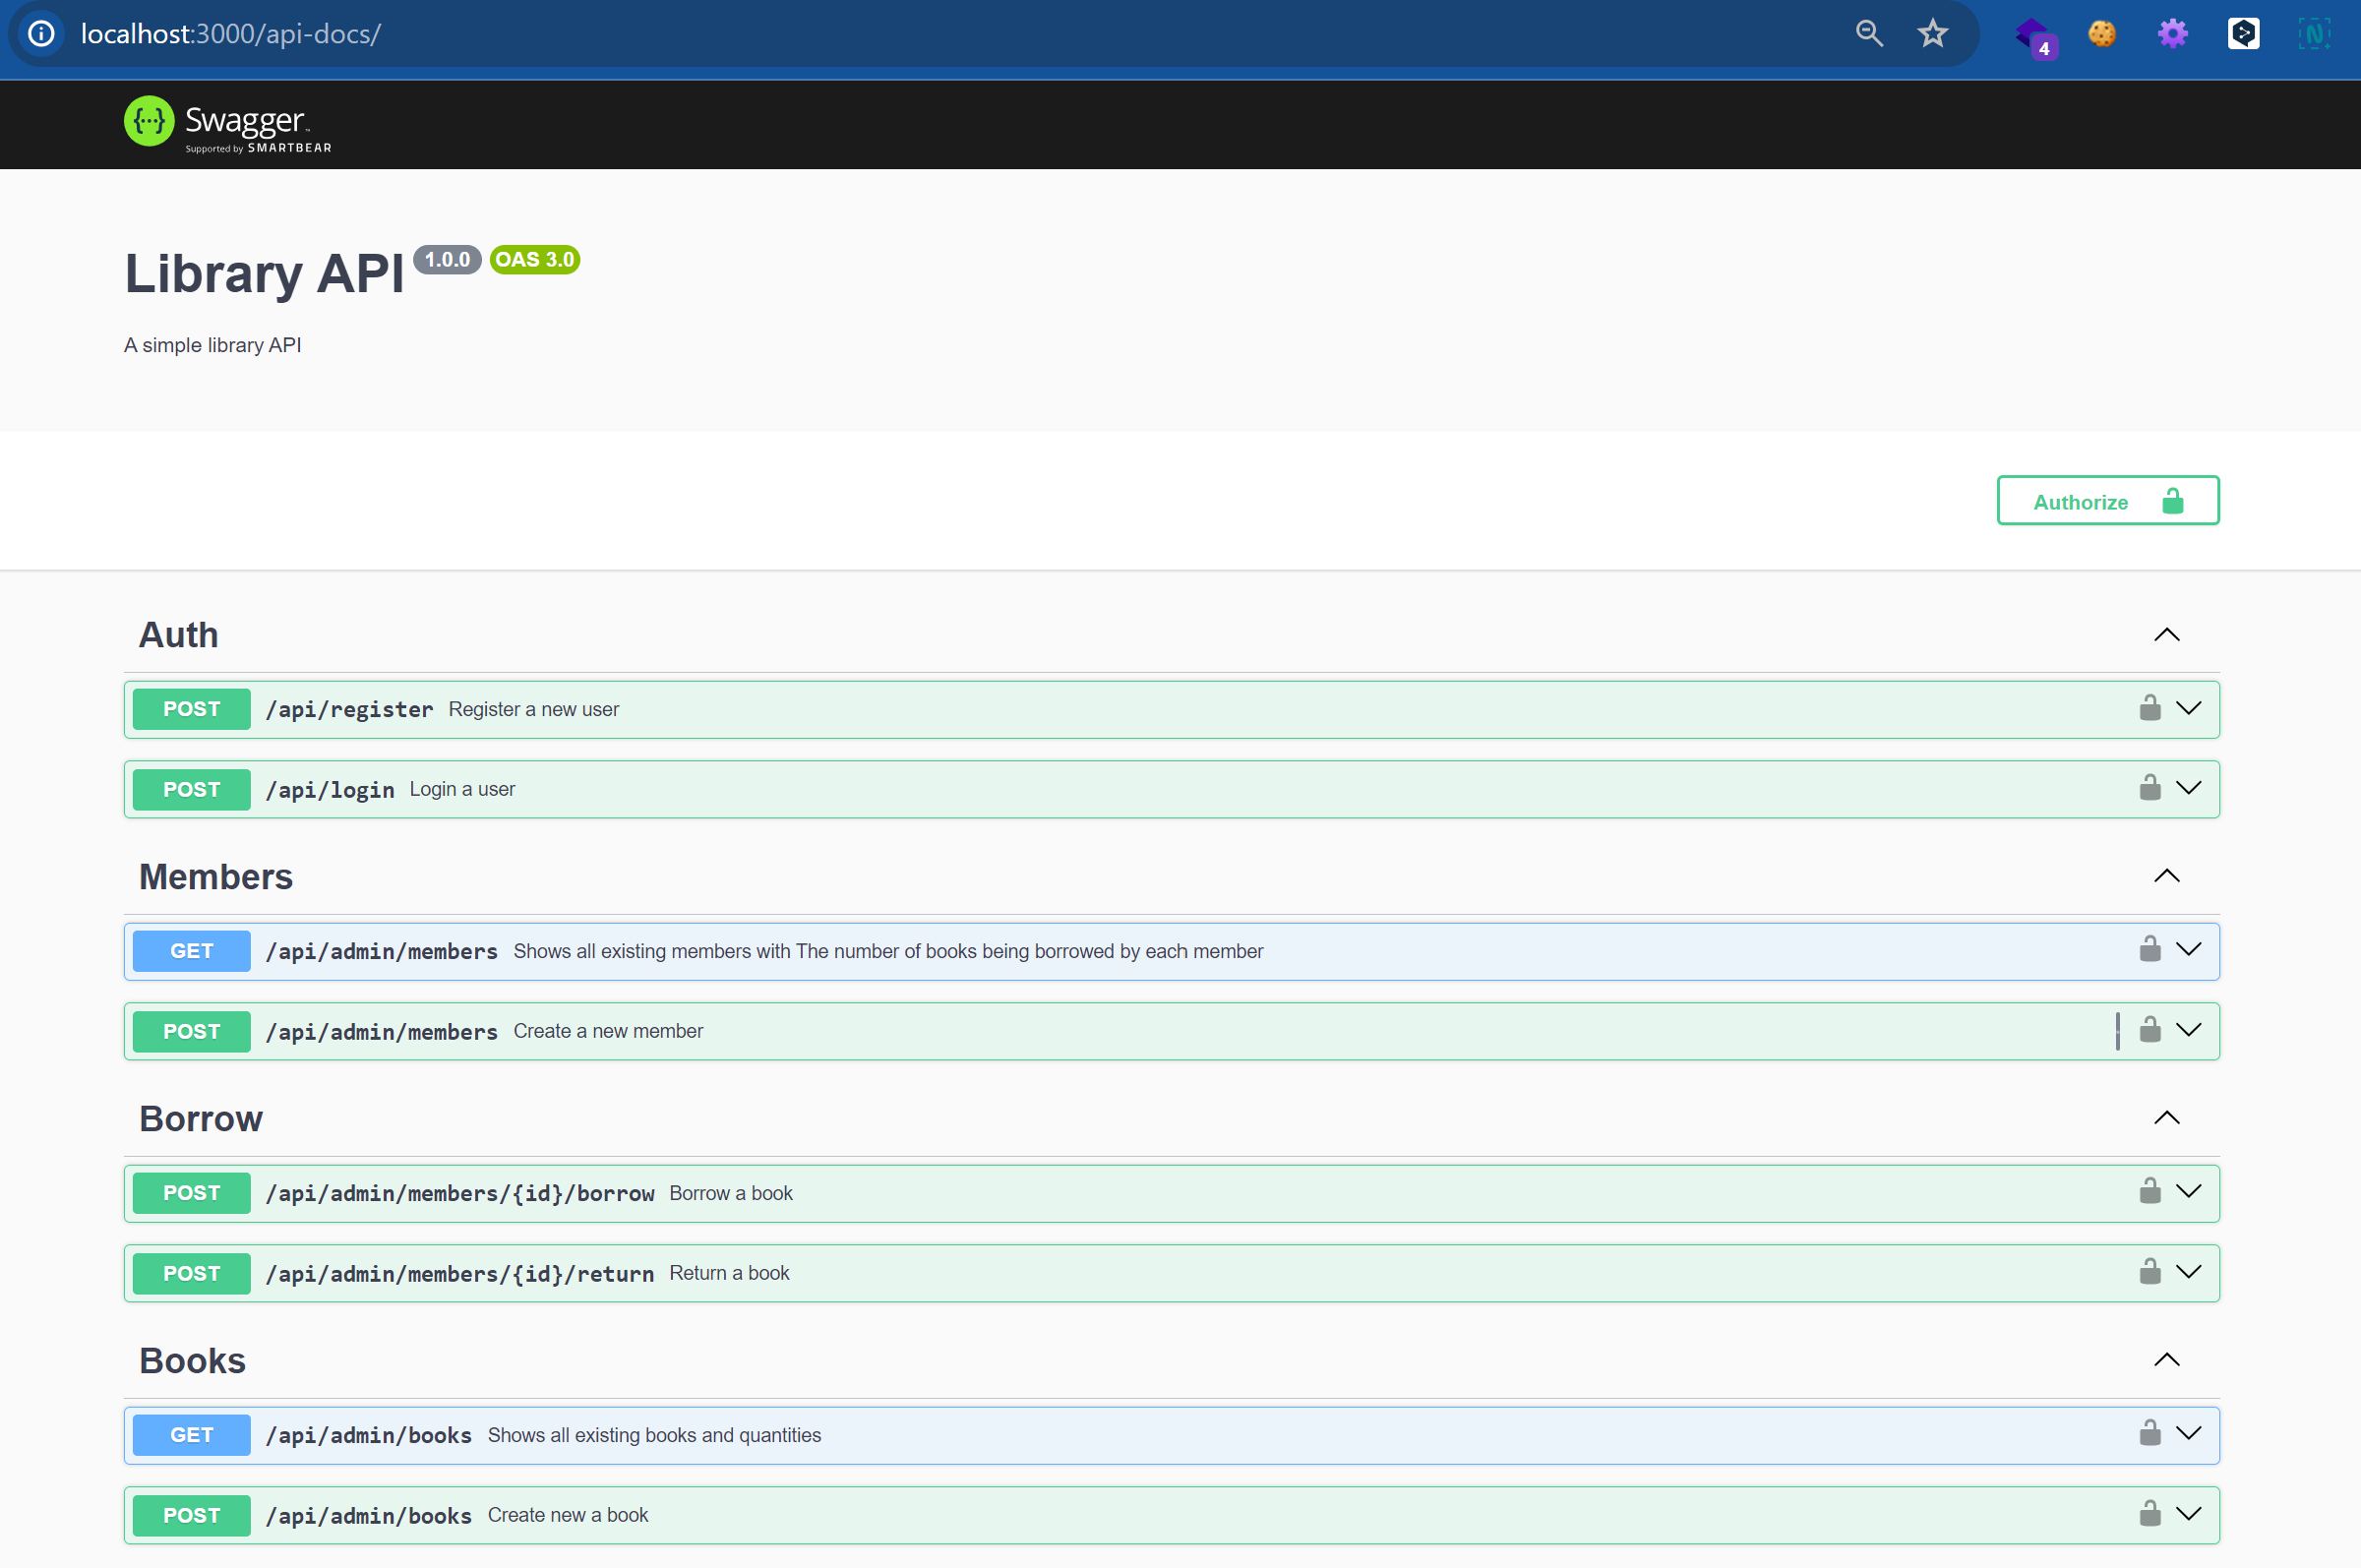 localhost:3000/api-docs/
4
N
{···} Swagger™
Supported by SMARTBEAR
Library API 1.0.0 OAS 3.0
A simple library API
Authorize
Auth
POST /api/register Register a new user
POST /api/login Login a user
Members
GET /api/admin/members Shows all existing members with The number of books being borrowed by each member
POST /api/admin/members Create a new member
Borrow
POST /api/admin/members/{id}/borrow Borrow a book
POST /api/admin/members/{id}/return Return a book
Books
GET /api/admin/books Shows all existing books and quantities
POST /api/admin/books Create new a book